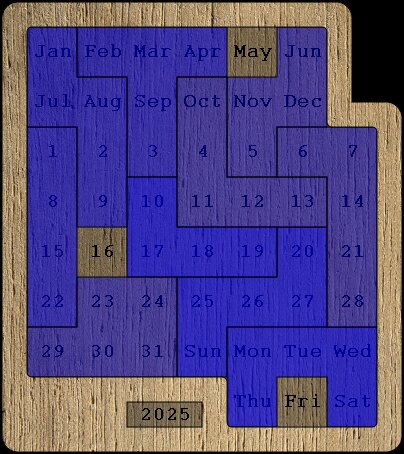 Jan Feb Mar Apr May Jun
Jul Aug Sep Oct Nov Dec
1 2 3 4 5 6 7
8 9 10 11 12 13 14
15 16 17 18 19 20 21
22 23 24 25 26 27 28
29 30 31 Sun Mon Tue Wed
Thu Fri Sat
2025